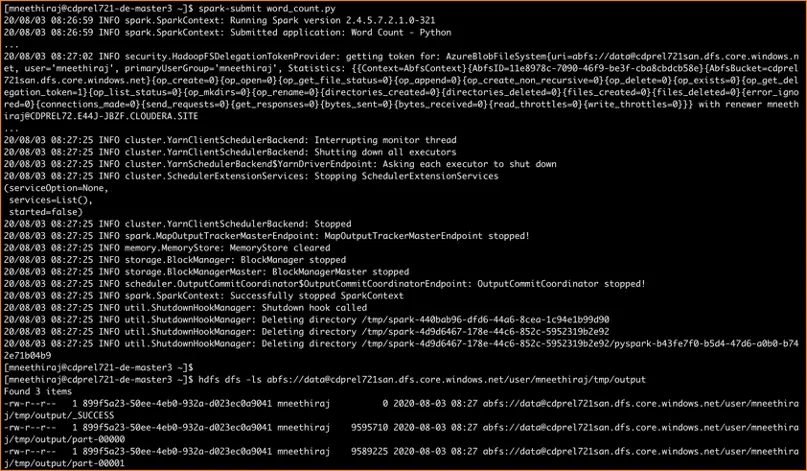 [mneethiraj@cdprel721-de-master3 ~]$ spark-submit word_count.py
20/08/03 08:26:59 INFO spark.SparkContext: Running Spark version 2.4.5.7.2.1.0-321
20/08/03 08:26:59 INFO spark.SparkContext: Submitted application: Word Count - Python
...
20/08/03 08:27:02 INFO security.HadoopFSDelegationTokenProvider: getting token for: AzureBlobFileSystem{uri=abfs://data@cdprel721san.dfs.core.windows.n
et, user='mneethiraj', primaryUserGroup='mneethiraj', Statistics: {{Context=AbfsContext}{AbfsID=11e8978c-7090-46f9-be3f-cba8cbdcb58e}{AbfsBucket=cdprel
721san.dfs.core.windows.net}{op_create=0}{op_open=0}{op_get_file_status=0}{op_append=0}{op_create_non_recursive=0}{op_delete=0}{op_exists=0}{op_get_del
egation_token=1}{op_list_status=0}{op_mkdirs=0}{op_rename=0}{directories_created=0}{directories_deleted=0}{files_created=0}{files_deleted=0}{error_igno
red=0}{connections_made=0}{send_requests=0}{get_responses=0}{bytes_sent=0}{bytes_received=0}{read_throttles=0}{write_throttles=0}}} with renewer mneeth
iraj@CDPREL72.E44J-JBZF.CLOUDERA.SITE
...
20/08/03 08:27:25 INFO cluster.YarnClientSchedulerBackend: Interrupting monitor thread
20/08/03 08:27:25 INFO cluster.YarnClientSchedulerBackend: Shutting down all executors
20/08/03 08:27:25 INFO cluster.YarnSchedulerBackend$YarnDriverEndpoint: Asking each executor to shut down
20/08/03 08:27:25 INFO cluster.SchedulerExtensionServices: Stopping SchedulerExtensionServices
(serviceOption=None,
services=List(),
started=false)
20/08/03 08:27:25 INFO cluster.YarnClientSchedulerBackend: Stopped
20/08/03 08:27:25 INFO spark.MapOutputTrackerMasterEndpoint: MapOutputTrackerMasterEndpoint stopped!
20/08/03 08:27:25 INFO memory.MemoryStore: MemoryStore cleared
20/08/03 08:27:25 INFO storage.BlockManager: BlockManager stopped
20/08/03 08:27:25 INFO storage.BlockManagerMaster: BlockManagerMaster stopped
20/08/03 08:27:25 INFO scheduler.OutputCommitCoordinator$OutputCommitCoordinatorEndpoint: OutputCommitCoordinator stopped!
20/08/03 08:27:25 INFO spark.SparkContext: Successfully stopped SparkContext
20/08/03 08:27:25 INFO util.ShutdownHookManager: Shutdown hook called
20/08/03 08:27:25 INFO util.ShutdownHookManager: Deleting directory /tmp/spark-440bab96-dfd6-44a6-8cea-1c94e1b99d90
20/08/03 08:27:25 INFO util.ShutdownHookManager: Deleting directory /tmp/spark-4d9d6467-178e-44c6-852c-5952319b2e92
20/08/03 08:27:25 INFO util.ShutdownHookManager: Deleting directory /tmp/spark-4d9d6467-178e-44c6-852c-5952319b2e92/pyspark-b43fe7f0-b5d4-47d6-a0b0-b74
2e71b04b9
[mneethiraj@cdprel721-de-master3 ~]$
[mneethiraj@cdprel721-de-master3 ~]$ hdfs dfs -ls abfs://data@cdprel721san.dfs.core.windows.net/user/mneethiraj/tmp/output
Found 3 items
-rw-r--r-- 1 899f5a23-50ee-4eb0-932a-d023ec0a9041 mneethiraj 0 2020-08-03 08:27 abfs://data@cdprel721san.dfs.core.windows.net/user/mneethira
j/tmp/output/_SUCCESS
-rw-r--r-- 1 899f5a23-50ee-4eb0-932a-d023ec0a9041 mneethiraj 9595710 2020-08-03 08:27 abfs://data@cdprel721san.dfs.core.windows.net/user/mneethira
j/tmp/output/part-00000
-rw-r--r-- 1 899f5a23-50ee-4eb0-932a-d023ec0a9041 mneethiraj 9589225 2020-08-03 08:27 abfs://data@cdprel721san.dfs.core.windows.net/user/mneethira
j/tmp/output/part-00001